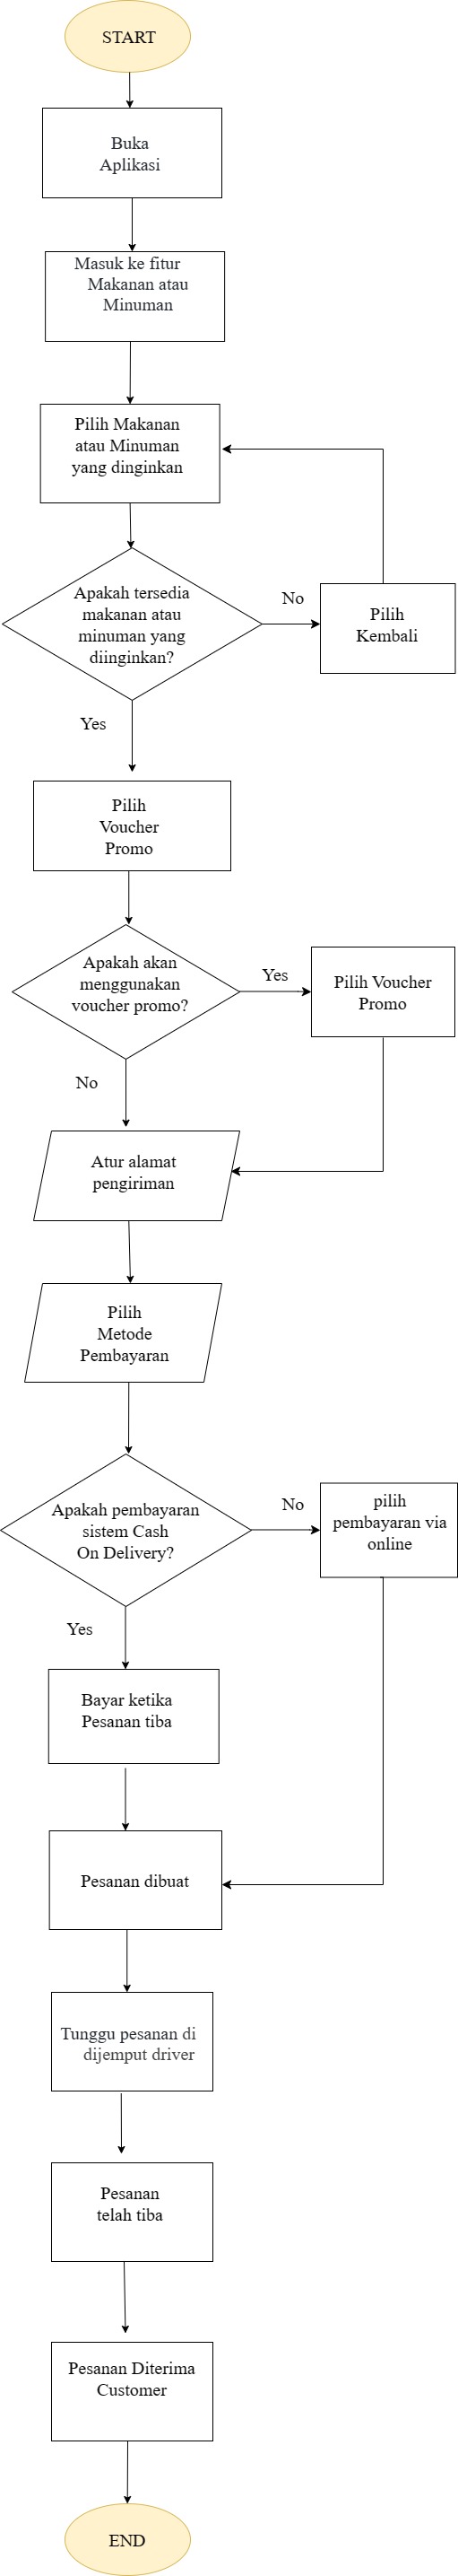 START
Buka
Aplikasi
Masuk ke fitur
Makanan atau
Minuman
Pilih Makanan
atau Minuman
yang dinginkan
Apakah tersedia
makanan atau
minuman yang
diinginkan?
No
Pilih
Kembali
Yes
Pilih
Voucher
Promo
Apakah akan
menggunakan
voucher promo?
Yes
Pilih Voucher
Promo
No
Atur alamat
pengiriman
Pilih
Metode
Pembayaran
Apakah pembayaran
sistem Cash
On Delivery?
No
pilih
pembayaran via
online
Yes
Bayar ketika
Pesanan tiba
Pesanan dibuat
Tunggu pesanan di
dijemput driver
Pesanan
telah tiba
Pesanan Diterima
Customer
END